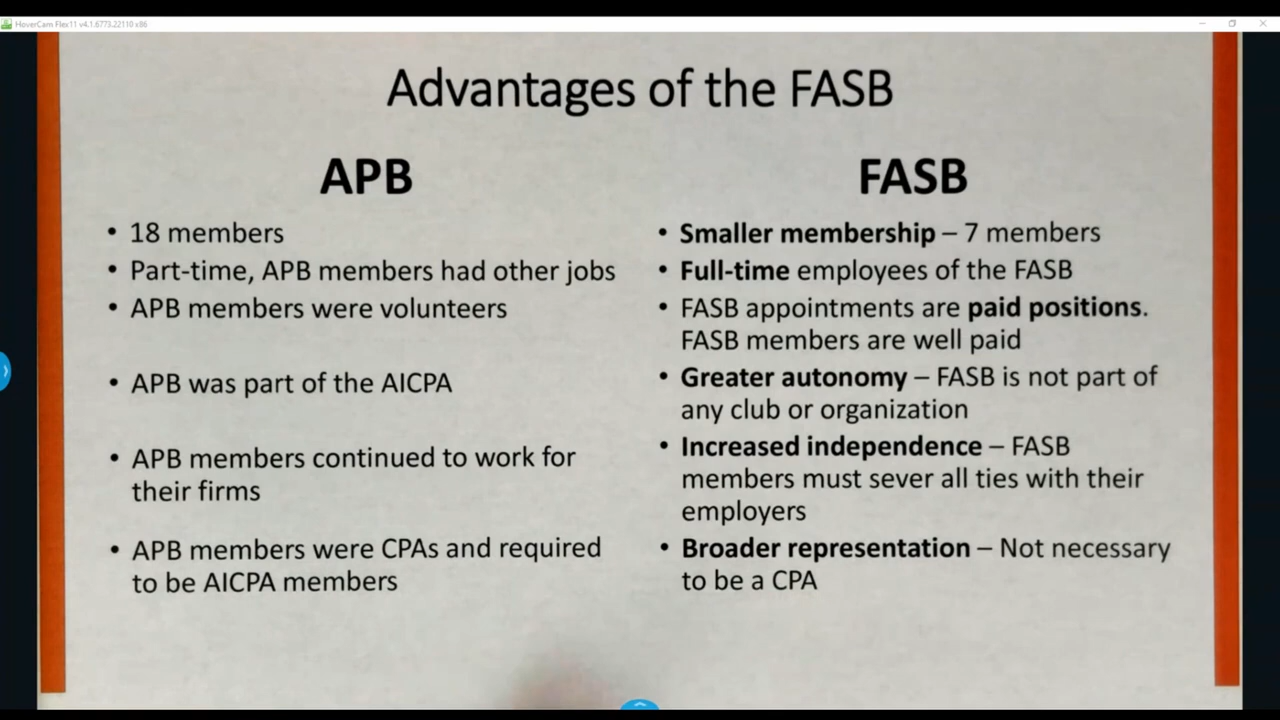 HoverCam Flex11 v4.1.6773.22110 x86
Advantages of the FASB
APB
• 18 members
• Part-time, APB members had other jobs
• APB members were volunteers
• APB was part of the AICPA
• APB members continued to work for
their firms
• APB members were CPAs and required
to be AICPA members
FASB
• Smaller membership – 7 members
• Full-time employees of the FASB
• FASB appointments are paid positions.
FASB members are well paid
• Greater autonomy – FASB is not part of
any club or organization
• Increased independence – FASB
members must sever all ties with their
employers
• Broader representation – Not necessary
to be a CPA